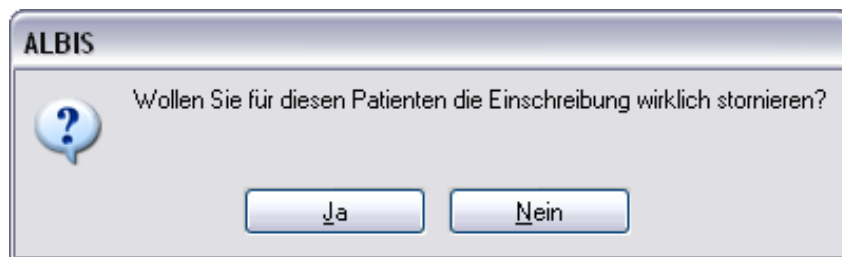 ALBIS
Wollen Sie für diesen Patienten die Einschreibung wirklich stornieren?
Ja
Nein